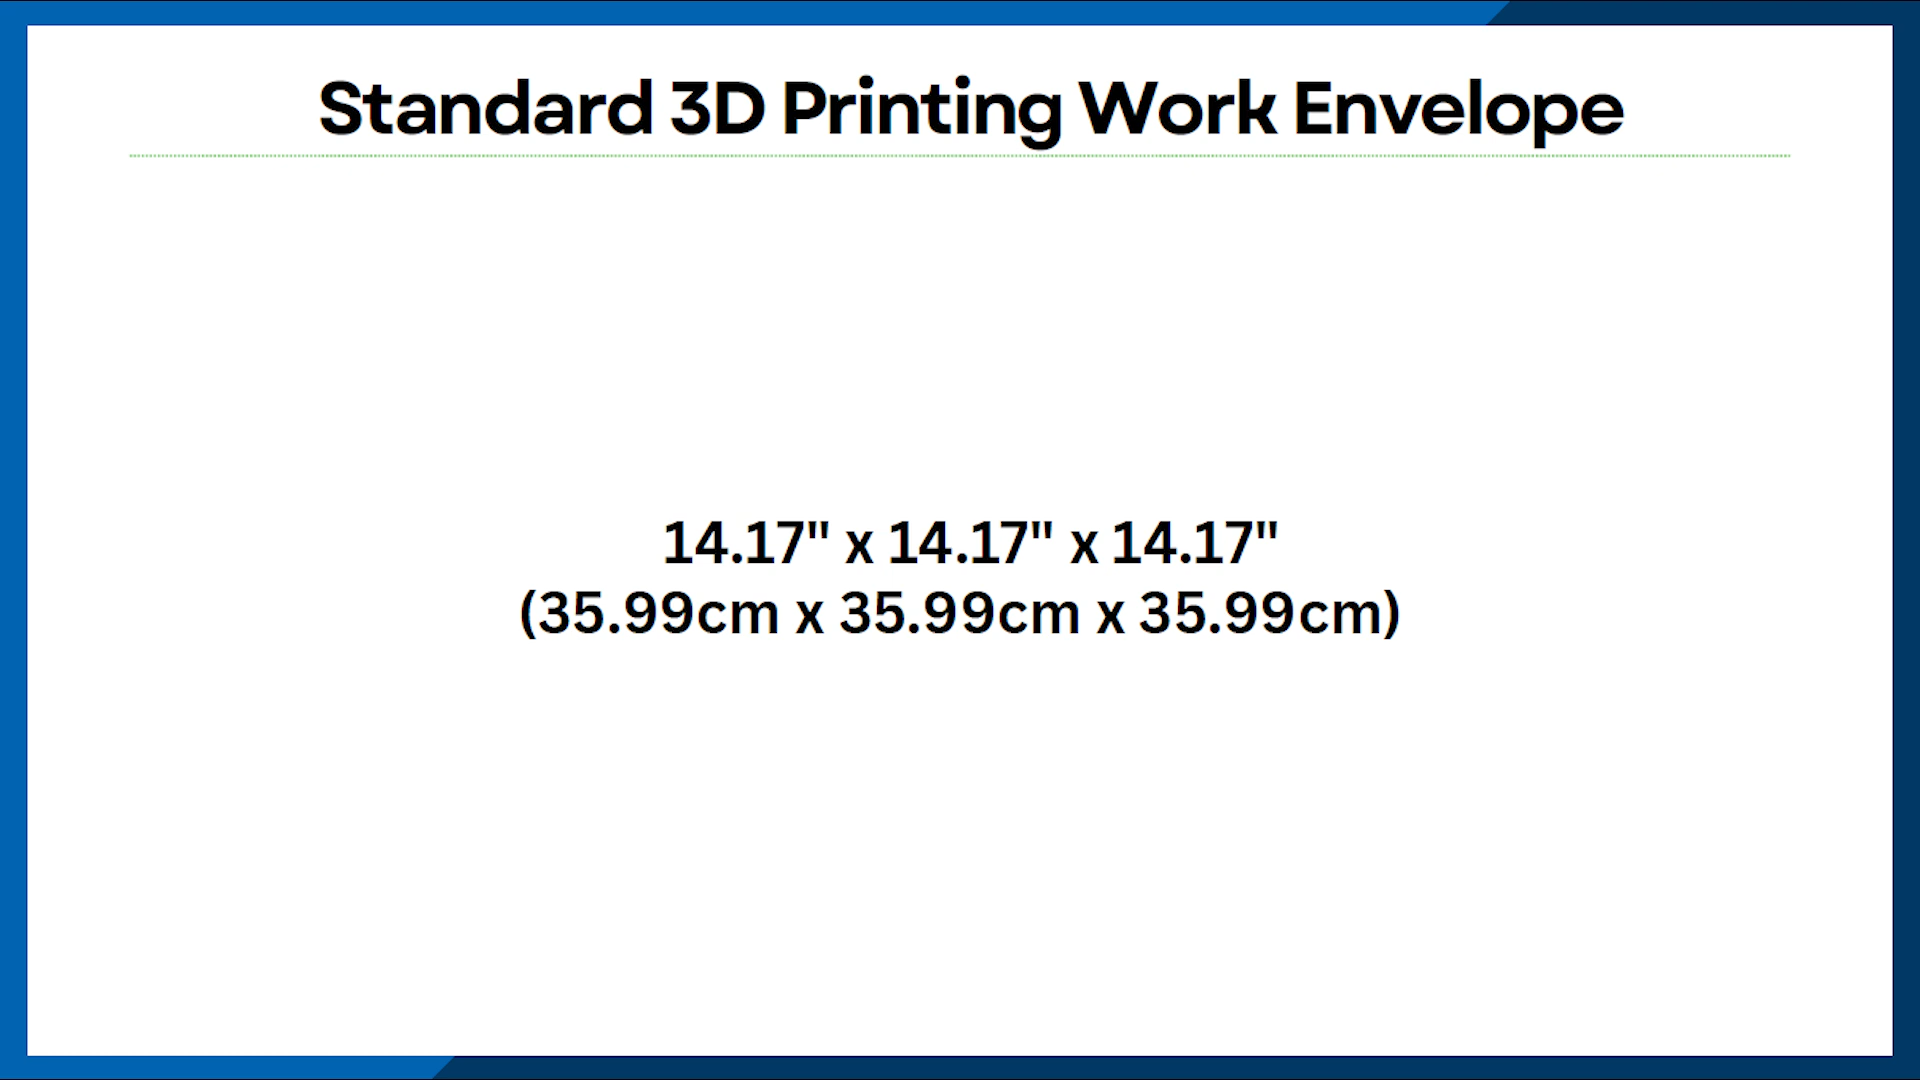 Standard 3D Printing Work Envelope
14.17" x 14.17" x 14.17"
(35.99cm x 35.99cm x 35.99cm)